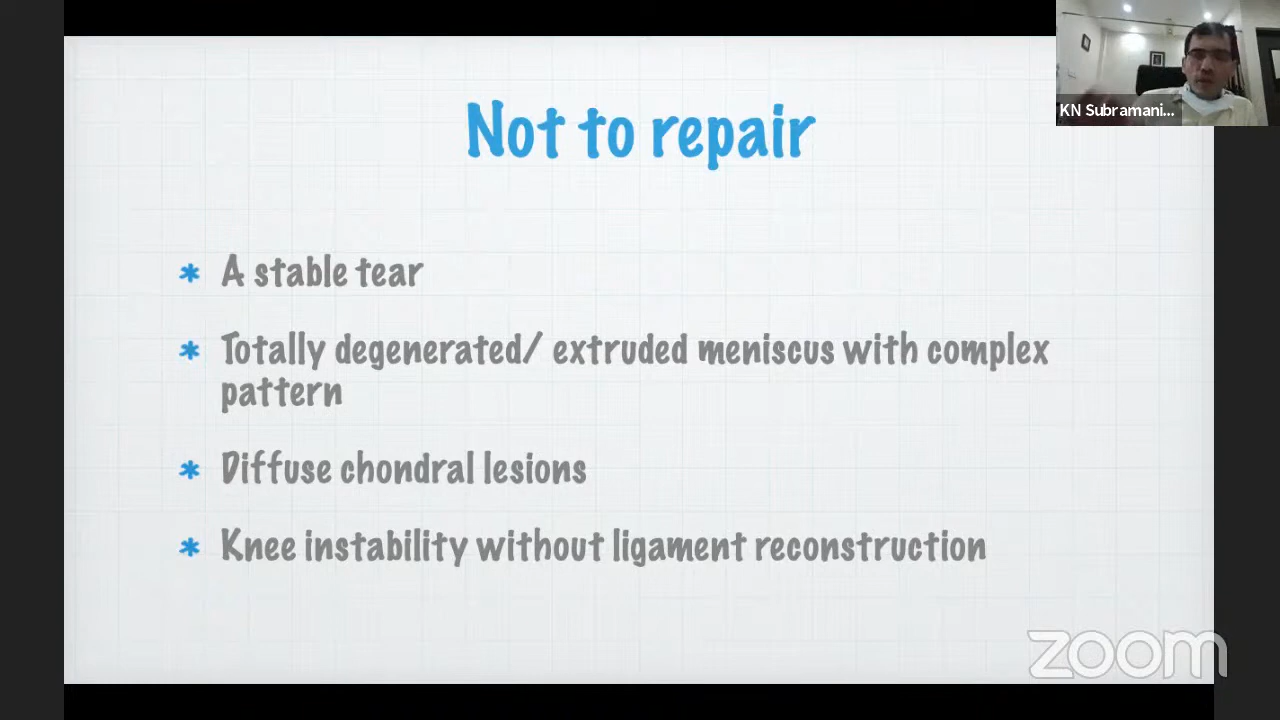 KN Subramani...
Not to repair
* A stable tear
* Totally degenerated/ extruded meniscus with complex
pattern
* Diffuse chondral lesions
* Knee instability without ligament reconstruction
zoom